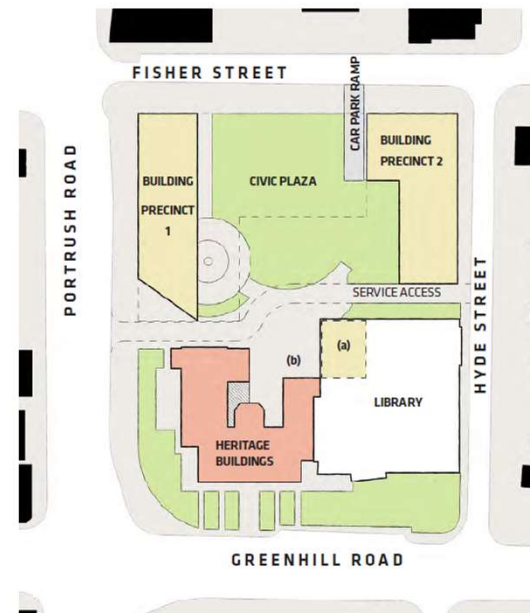 FISHER STREET
CAR PARK RAMP
BUILDING
PRECINCT 2
PORTRUSH ROAD
BUILDING
PRECINCT
1
CIVIC PLAZA
SERVICE ACCESS
HYDE STREET
(a)
(b)
LIBRARY
HERITAGE
BUILDINGS
GREENHILL ROAD